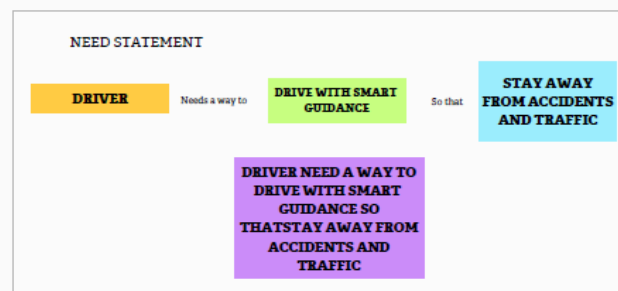 NEED STATEMENT
DRIVER
Needs a way to
DRIVE WITH SMART
GUIDANCE
So that
STAY AWAY
FROM ACCIDENTS
AND TRAFFIC
DRIVER NEED A WAY TO
DRIVE WITH SMART
GUIDANCE SO
THATSTAY AWAY FROM
ACCIDENTS AND
TRAFFIC